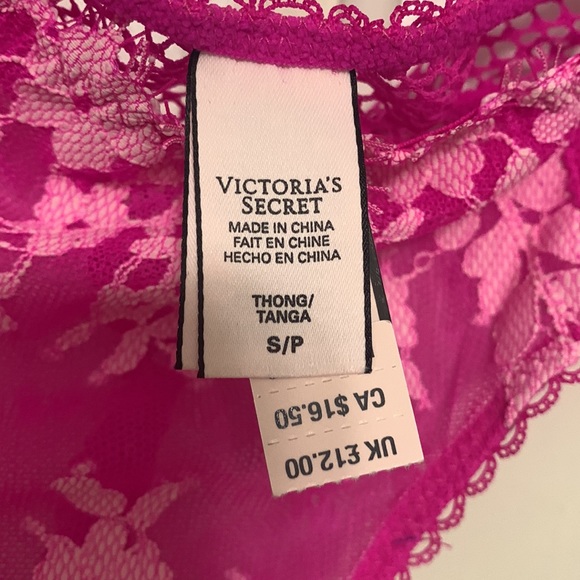 VICTORIA'S
SECRET
MADE IN CHINA
FAIT EN CHINE
HECHO EN CHINA
THONG/
TANGA
S/P
CA $16.50
UK £12.00